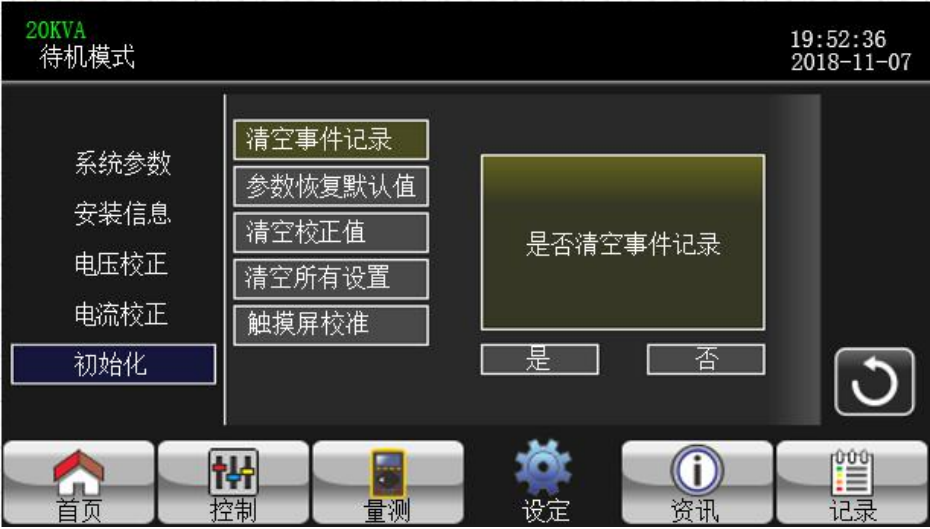 20KVA
待机模式
19:52:36
2018-11-07
系统参数
安装信息
电压校正
电流校正
初始化
清空事件记录
参数恢复默认值
清空校正值
清空所有设置
触摸屏校准
是否清空事件记录
是
否
首页
控制
量测
设定
资讯
记录